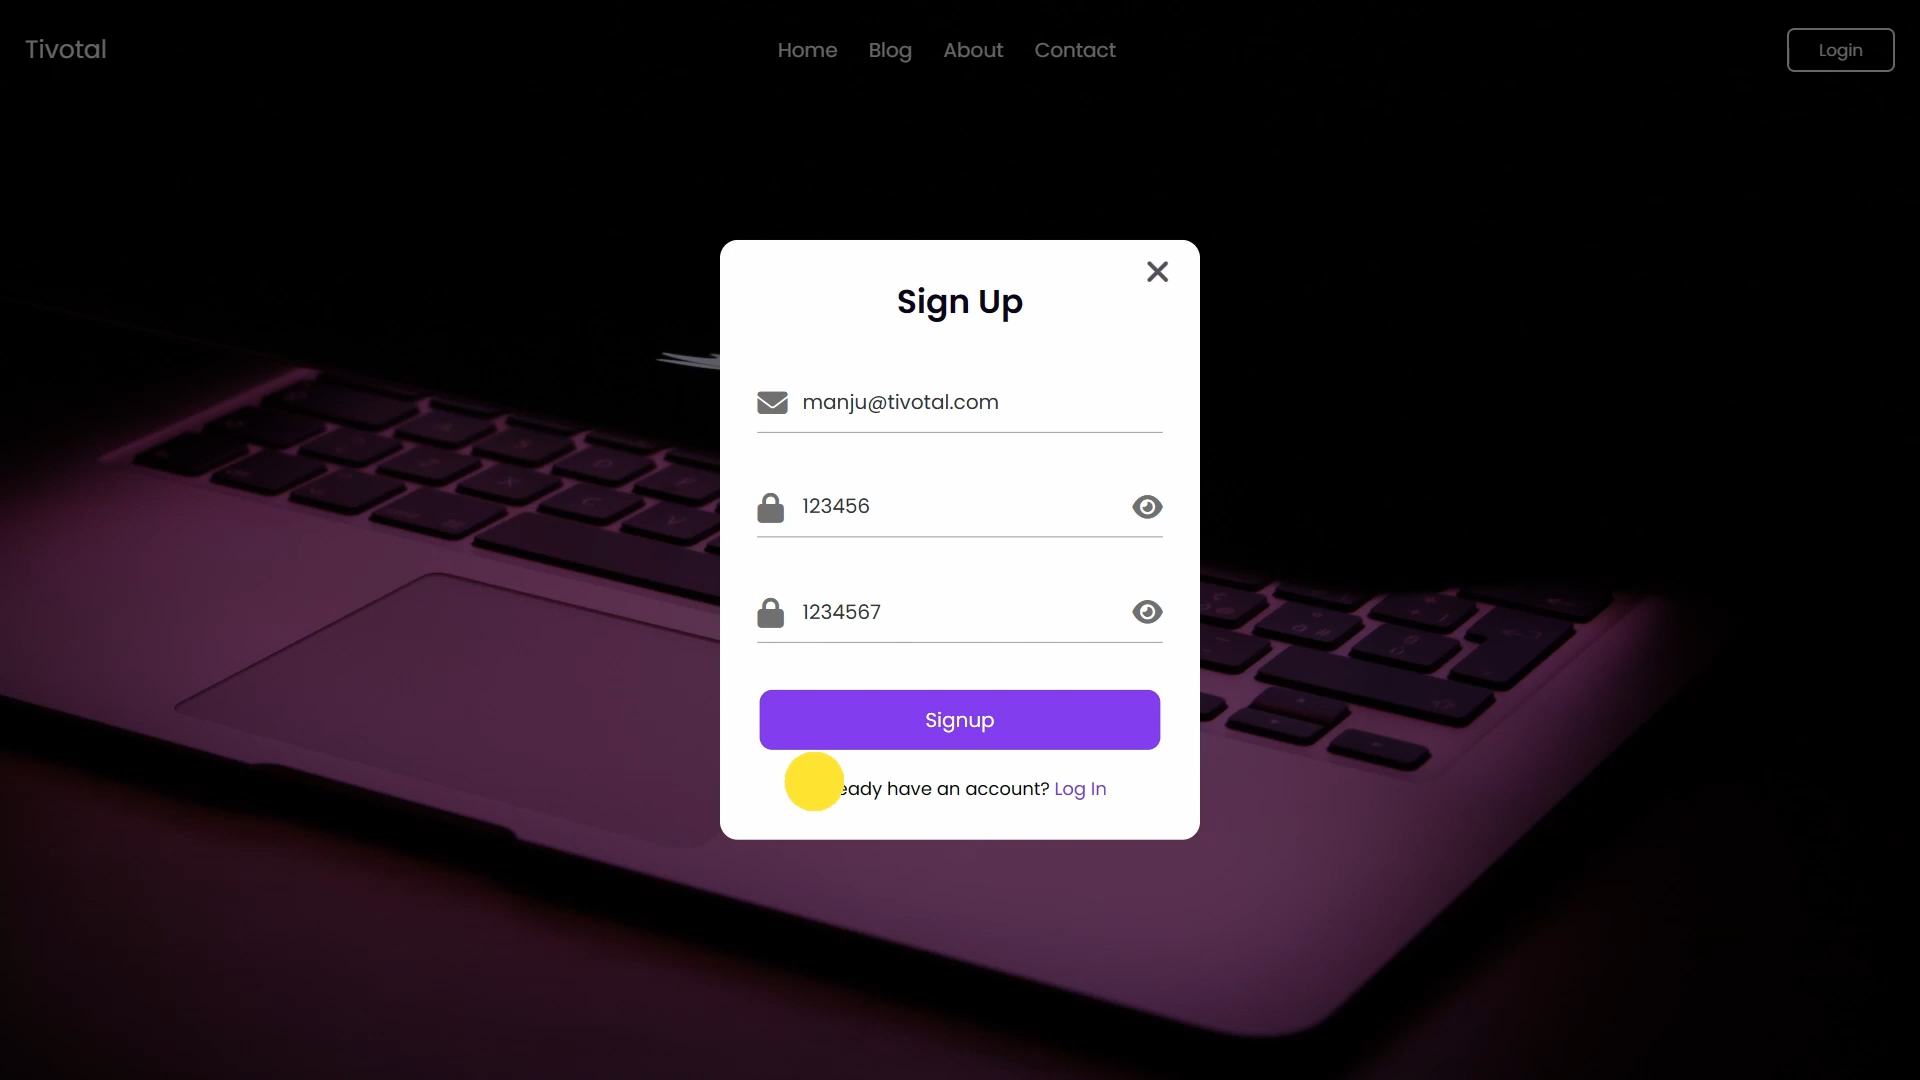 Tivotal
Home Blog About Contact
Login
Sign Up
manju@tivotal.com
123456
1234567
Signup
have an account? Log In